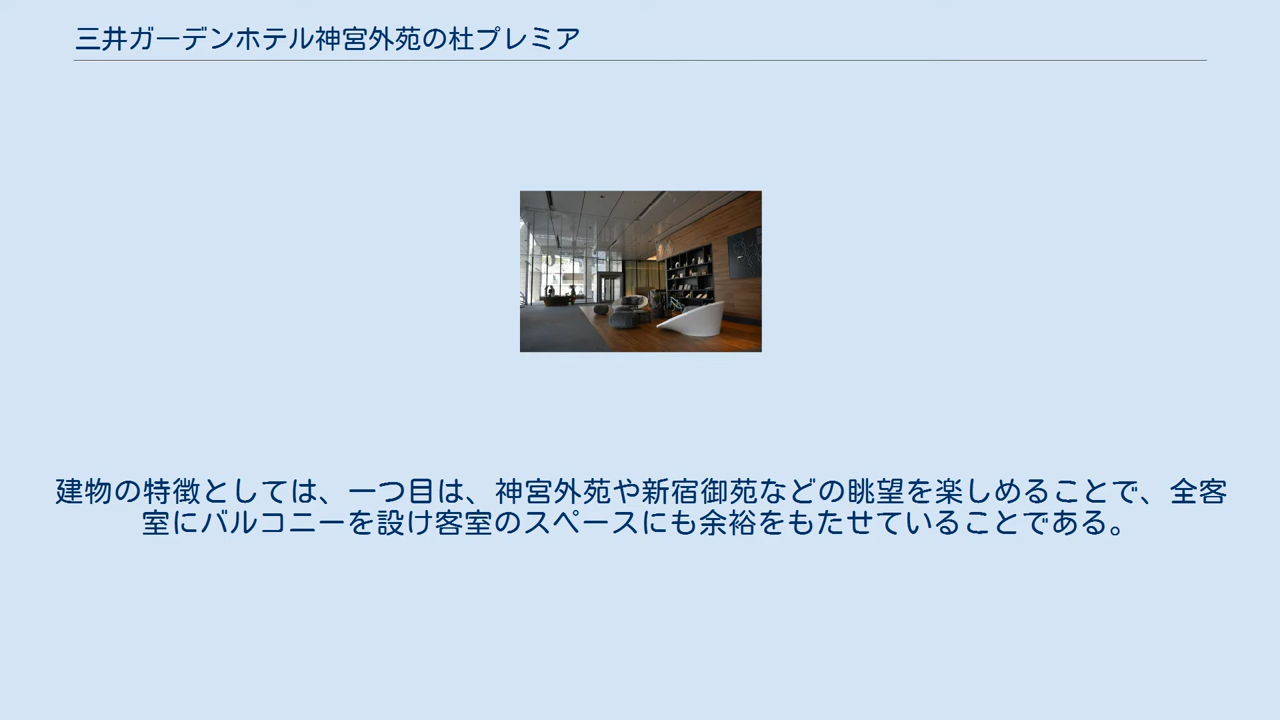 三井ガーデンホテル神宮外苑の杜プレミア
建物の特徴としては、一つ目は、神宮外苑や新宿御苑などの眺望を楽しめることで、全客
室にバルコニーを設け客室のスペースにも余裕をもたせていることである。